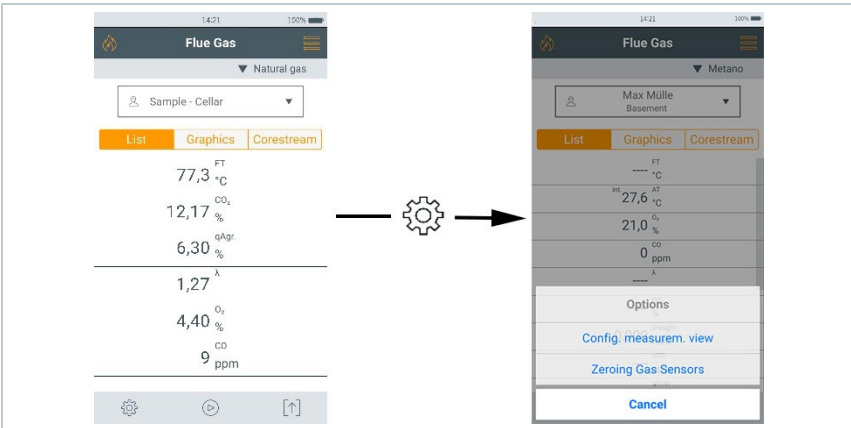 14:21 100%
Flue Gas
▼ Natural gas
Sample - Cellar ▼
List Graphics Corestream
FT
77,3 °C
CO₂
12,17 %
qAgr.
6,30 %
λ
1,27
O₂
4,40 %
CO
9 ppm
14:21 100%
Flue Gas
▼ Metano
Max Mülle
Basement ▼
List Graphics Corestream
FT
---- °C
Int. AT
27,6 °C
O₂
21,0 %
CO
0 ppm
λ
----
Options
Config. measurem. view
Zeroing Gas Sensors
Cancel